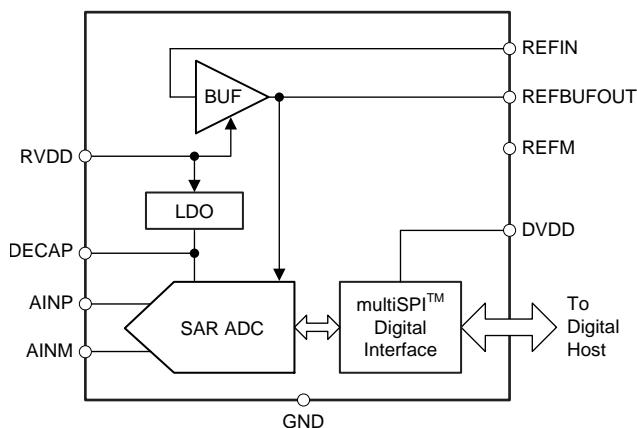 REFIN
BUF
REFBUFOUT
RVDD
REFM
LDO
DECAP
DVDD
AINP
SAR ADC
multiSPI™
Digital
Interface
To
Digital
Host
AINM
GND